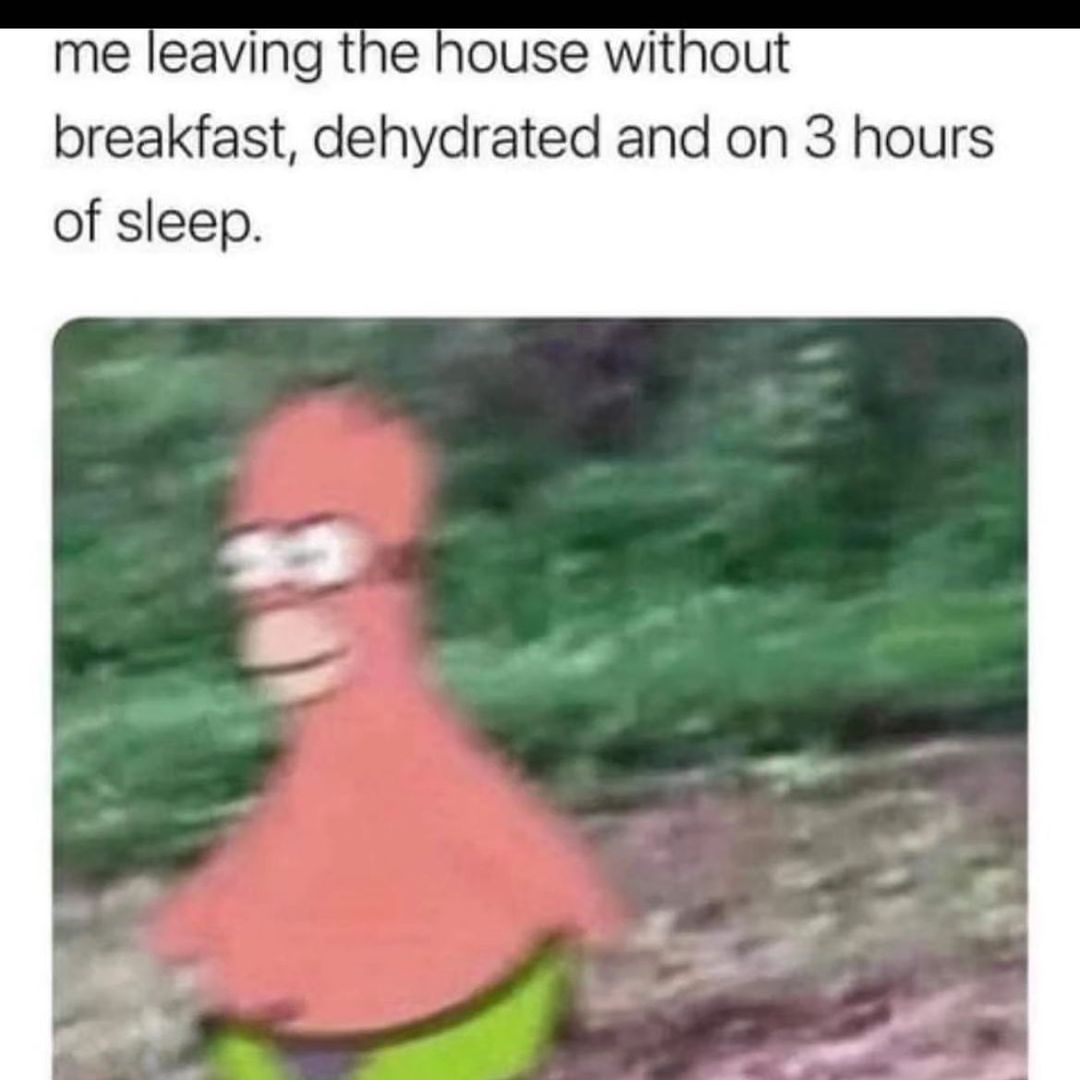 me leaving the house without
breakfast, dehydrated and on 3 hours
of sleep.